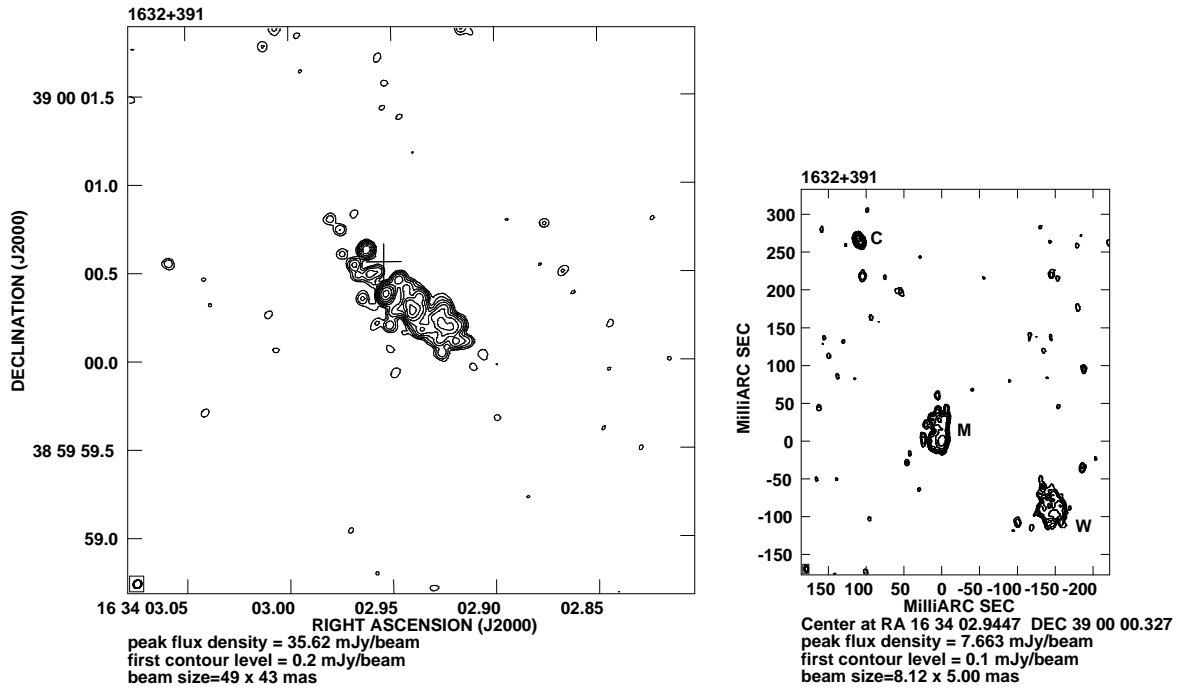 1632+391
DECLINATION (J2000)
39 00 01.5
01.0
00.5
00.0
38 59 59.5
59.0
16 34 03.05 03.00 02.95 02.90 02.85
RIGHT ASCENSION (J2000)
peak flux density = 35.62 mJy/beam
first contour level = 0.2 mJy/beam
beam size=49 x 43 mas
1632+391
MilliARC SEC
300
250
200
150
100
50
0
-50
-100
-150
C
M
W
150 100 50 0 -50 -100 -150 -200
MilliARC SEC
Center at RA 16 34 02.9447 DEC 39 00 00.327
peak flux density = 7.663 mJy/beam
first contour level = 0.1 mJy/beam
beam size=8.12 x 5.00 mas